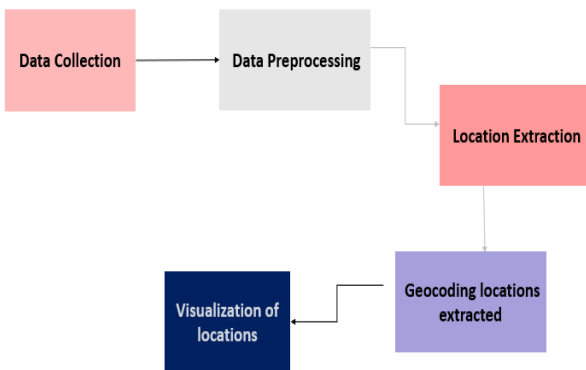 Data Collection
Data Preprocessing
Location Extraction
Geocoding locations
extracted
Visualization of
locations